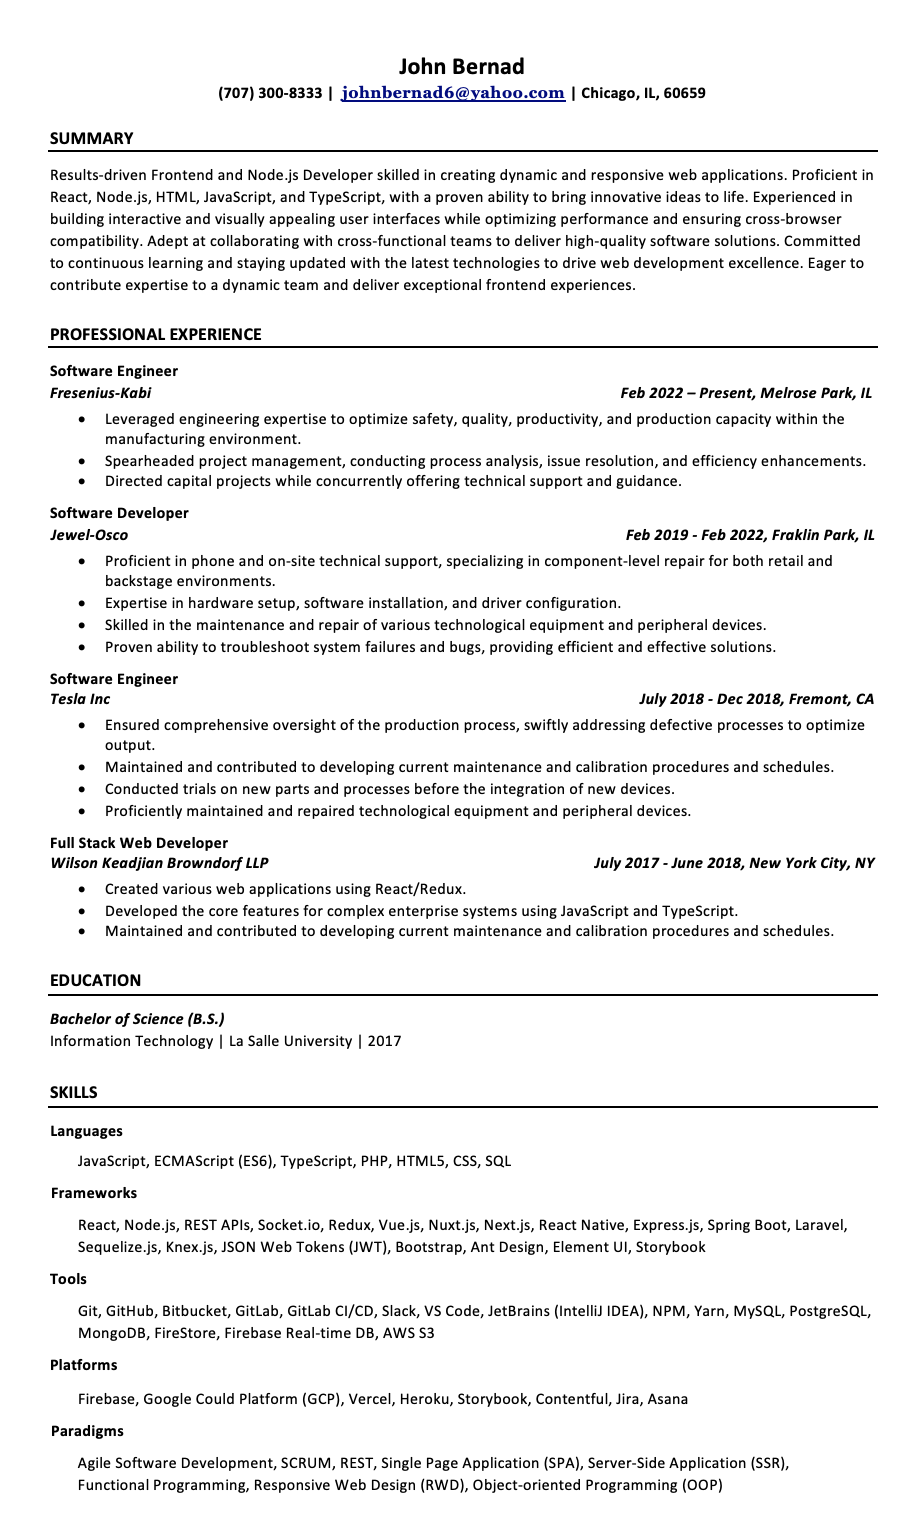 John Bernad
(707) 300-8333 | johnbernad6@yahoo.com | Chicago, IL, 60659
SUMMARY
Results-driven Frontend and Node.js Developer skilled in creating dynamic and responsive web applications. Proficient in
React, Node.js, HTML, JavaScript, and TypeScript, with a proven ability to bring innovative ideas to life. Experienced in
building interactive and visually appealing user interfaces while optimizing performance and ensuring cross-browser
compatibility. Adept at collaborating with cross-functional teams to deliver high-quality software solutions. Committed
to continuous learning and staying updated with the latest technologies to drive web development excellence. Eager to
contribute expertise to a dynamic team and deliver exceptional frontend experiences.
PROFESSIONAL EXPERIENCE
Software Engineer
Fresenius-Kabi Feb 2022 – Present, Melrose Park, IL
• Leveraged engineering expertise to optimize safety, quality, productivity, and production capacity within the
manufacturing environment.
• Spearheaded project management, conducting process analysis, issue resolution, and efficiency enhancements.
• Directed capital projects while concurrently offering technical support and guidance.
Software Developer
Jewel-Osco Feb 2019 - Feb 2022, Fraklin Park, IL
• Proficient in phone and on-site technical support, specializing in component-level repair for both retail and
backstage environments.
• Expertise in hardware setup, software installation, and driver configuration.
• Skilled in the maintenance and repair of various technological equipment and peripheral devices.
• Proven ability to troubleshoot system failures and bugs, providing efficient and effective solutions.
Software Engineer
Tesla Inc July 2018 - Dec 2018, Fremont, CA
• Ensured comprehensive oversight of the production process, swiftly addressing defective processes to optimize
output.
• Maintained and contributed to developing current maintenance and calibration procedures and schedules.
• Conducted trials on new parts and processes before the integration of new devices.
• Proficiently maintained and repaired technological equipment and peripheral devices.
Full Stack Web Developer
Wilson Keadjian Browndorf LLP July 2017 - June 2018, New York City, NY
• Created various web applications using React/Redux.
• Developed the core features for complex enterprise systems using JavaScript and TypeScript.
• Maintained and contributed to developing current maintenance and calibration procedures and schedules.
EDUCATION
Bachelor of Science (B.S.)
Information Technology | La Salle University | 2017
SKILLS
Languages
JavaScript, ECMAScript (ES6), TypeScript, PHP, HTML5, CSS, SQL
Frameworks
React, Node.js, REST APIs, Socket.io, Redux, Vue.js, Nuxt.js, Next.js, React Native, Express.js, Spring Boot, Laravel,
Sequelize.js, Knex.js, JSON Web Tokens (JWT), Bootstrap, Ant Design, Element UI, Storybook
Tools
Git, GitHub, Bitbucket, GitLab, GitLab CI/CD, Slack, VS Code, JetBrains (IntelliJ IDEA), NPM, Yarn, MySQL, PostgreSQL,
MongoDB, FireStore, Firebase Real-time DB, AWS S3
Platforms
Firebase, Google Could Platform (GCP), Vercel, Heroku, Storybook, Contentful, Jira, Asana
Paradigms
Agile Software Development, SCRUM, REST, Single Page Application (SPA), Server-Side Application (SSR),
Functional Programming, Responsive Web Design (RWD), Object-oriented Programming (OOP)